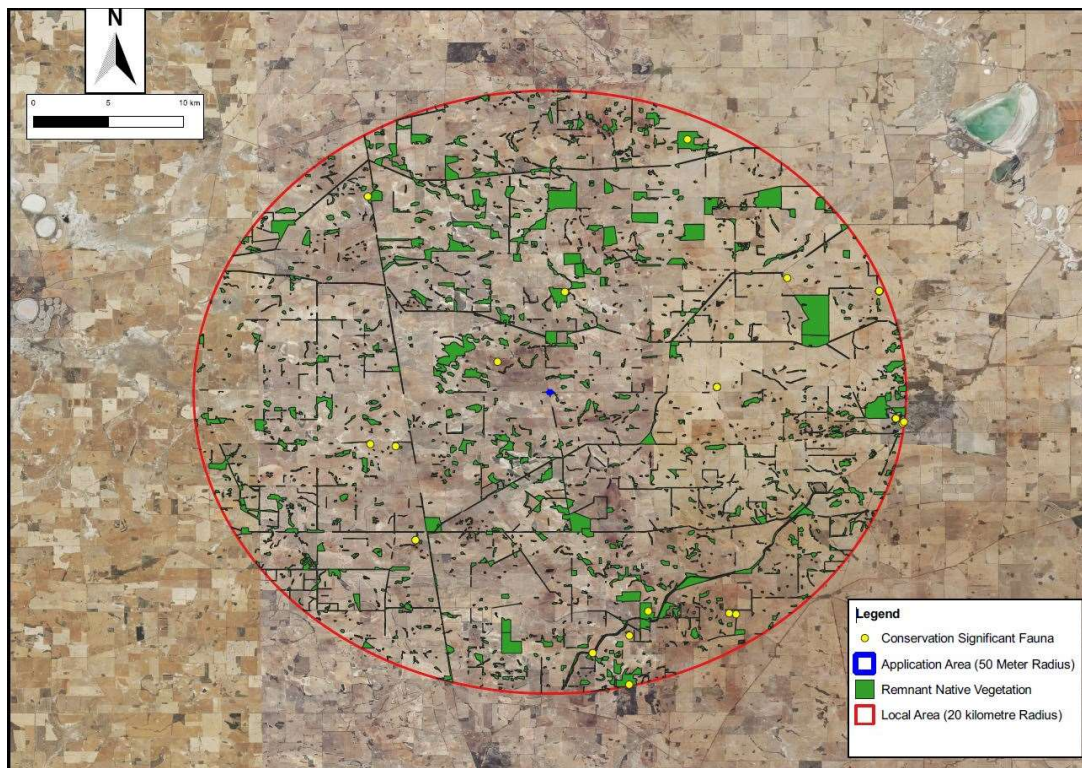 N
0 5 10 km
Legend
Conservation Significant Fauna
Application Area (50 Meter Radius)
Remnant Native Vegetation
Local Area (20 kilometre Radius)